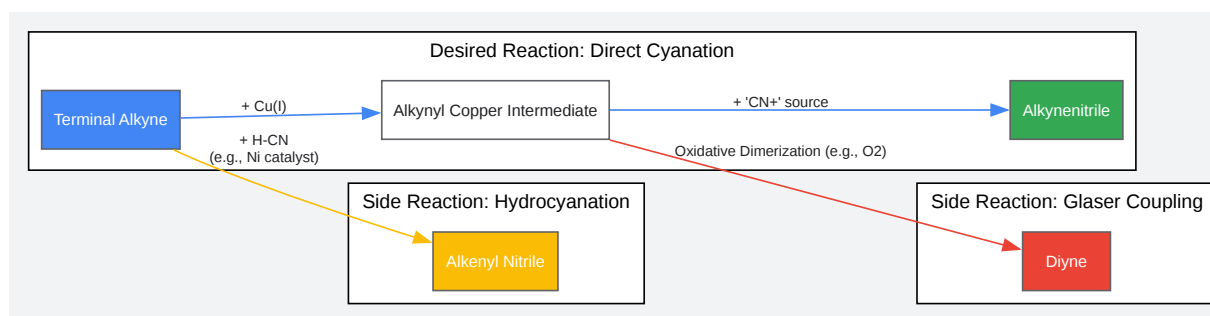 Desired Reaction: Direct Cyanation
Terminal Alkyne
+ Cu(I)
Alkynyl Copper Intermediate
+ 'CN+' source
Alkynenitrile
+ H-CN
(e.g., Ni catalyst)
Oxidative Dimerization (e.g., O2)
Side Reaction: Hydrocyanation
Alkenyl Nitrile
Side Reaction: Glaser Coupling
Diyne